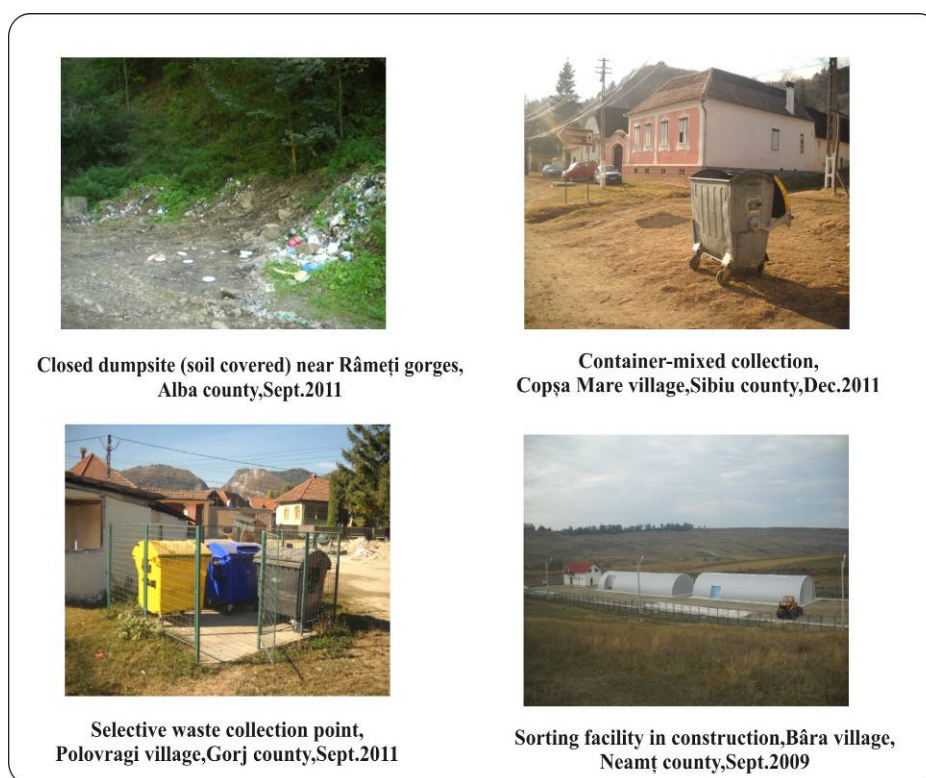 Closed dumpsite (soil covered) near Râmeți gorges,
Alba county,Sept.2011
Container-mixed collection,
Copșa Mare village,Sibiu county,Dec.2011
Selective waste collection point,
Polovragi village,Gorj county,Sept.2011
Sorting facility in construction,Bâra village,
Neamț county,Sept.2009